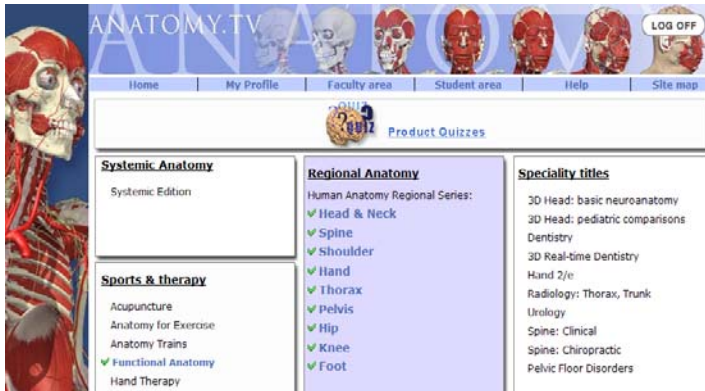 ANATOMY.TV
LOG OFF
Home My Profile Faculty area Student area Help Site map
QUIZ
QUIZ
Product Quizzes
Systemic Anatomy
Systemic Edition
Sports & therapy
Acupuncture
Anatomy for Exercise
Anatomy Trains
Functional Anatomy
Hand Therapy
Regional Anatomy
Human Anatomy Regional Series:
Head & Neck
Spine
Shoulder
Hand
Thorax
Pelvis
Hip
Knee
Foot
Speciality titles
3D Head: basic neuroanatomy
3D Head: pediatric comparisons
Dentistry
3D Real-time Dentistry
Hand 2/e
Radiology: Thorax, Trunk
Urology
Spine: Clinical
Spine: Chiropractic
Pelvic Floor Disorders